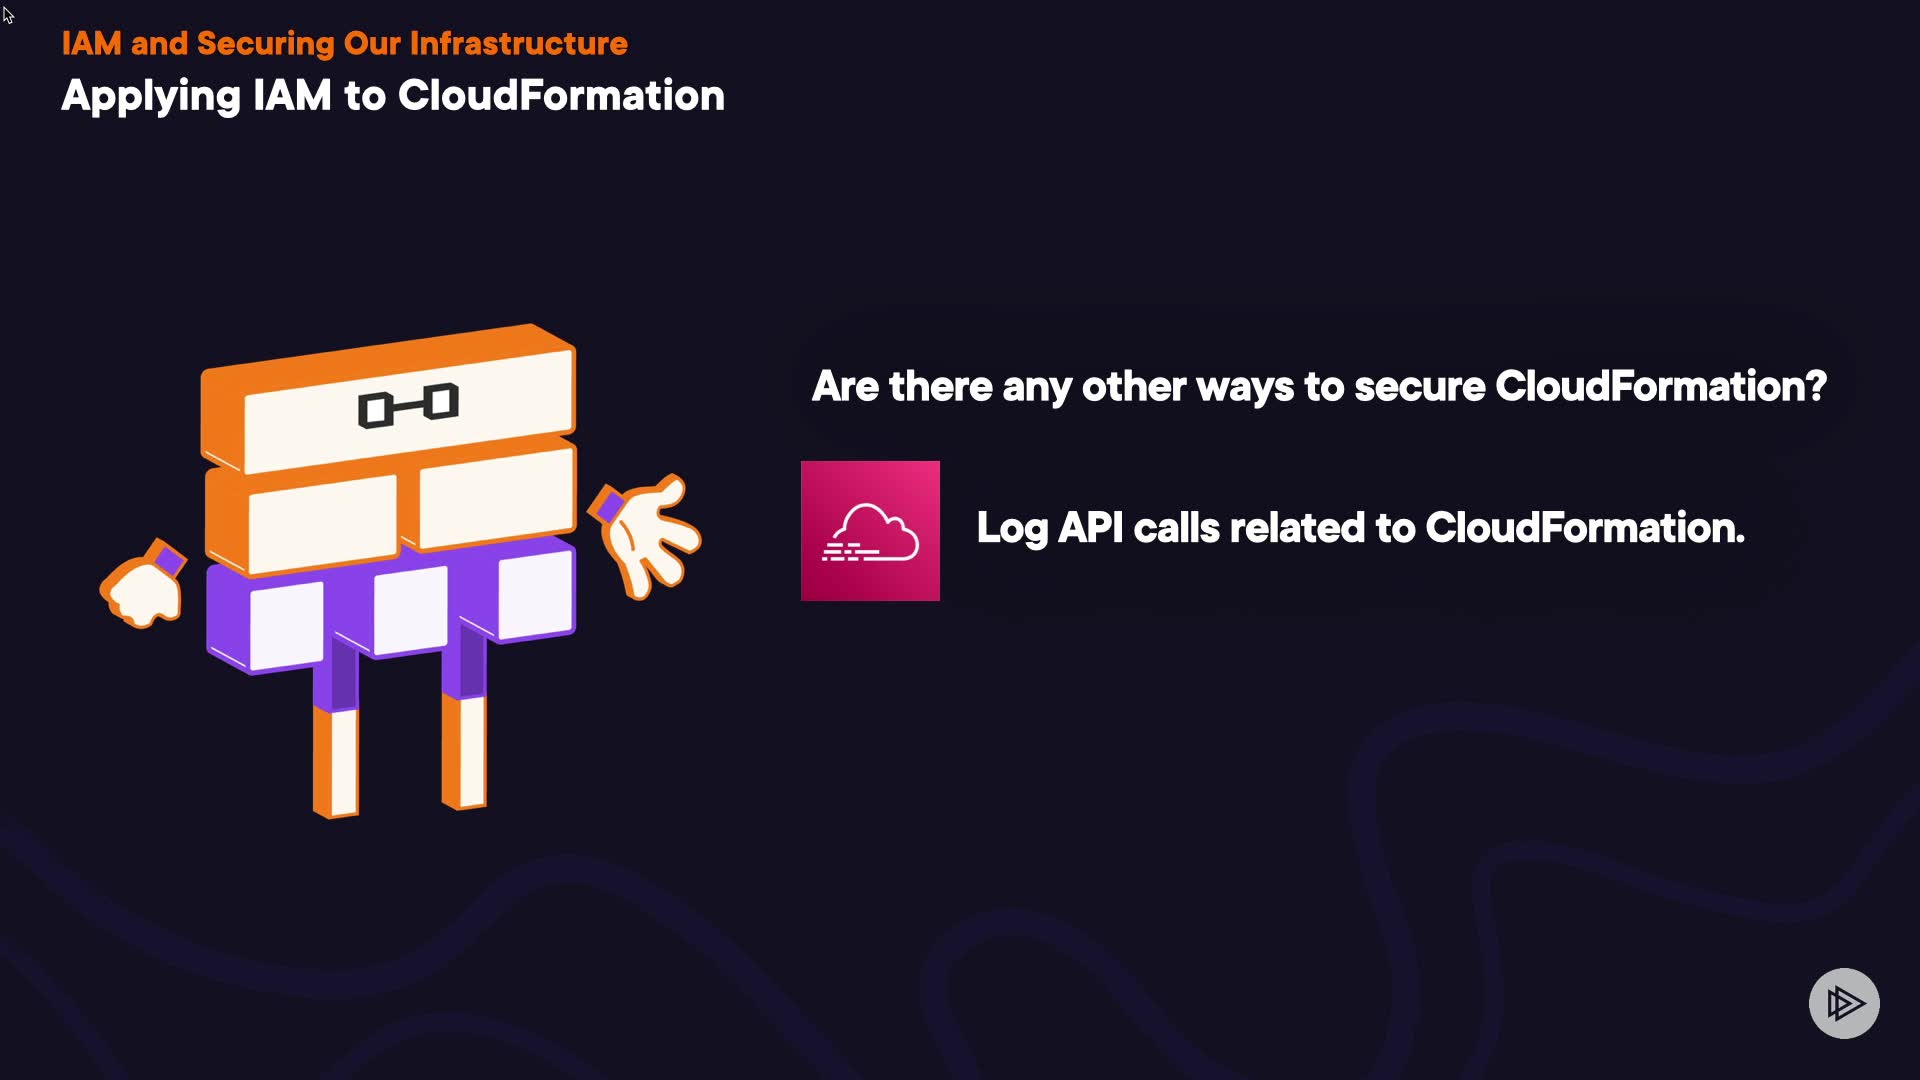 IAM and Securing Our Infrastructure
Applying IAM to CloudFormation
Are there any other ways to secure CloudFormation?
Log API calls related to CloudFormation.